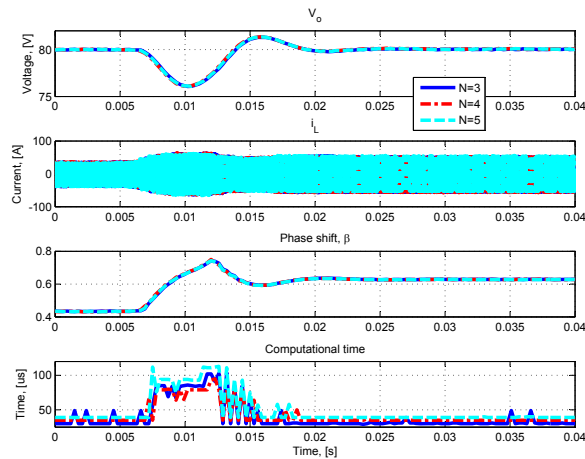 V_o
Voltage, [V]
80
75
0 0.005 0.01 0.015 0.02 0.025 0.03 0.035 0.04
N=3
N=4
N=5
i_L
Current, [A]
100
0
-100
0 0.005 0.01 0.015 0.02 0.025 0.03 0.035 0.04
Phase shift, β
0.8
0.6
0.4
0 0.005 0.01 0.015 0.02 0.025 0.03 0.035 0.04
Computational time
Time, [us]
100
50
0 0.005 0.01 0.015 0.02 0.025 0.03 0.035 0.04
Time, [s]